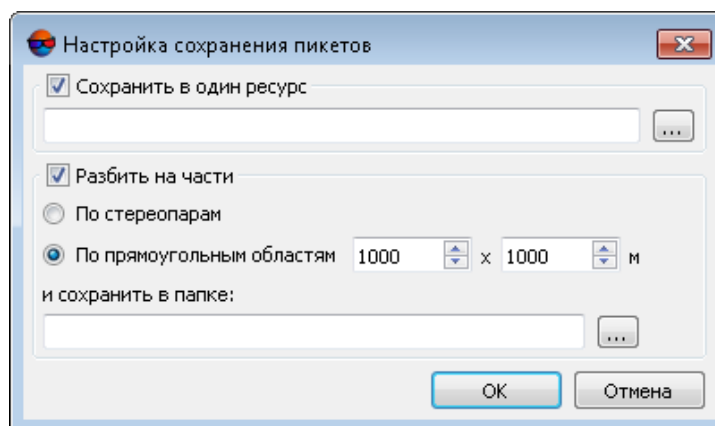 Настройка сохранения пикетов
Сохранить в один ресурс
...
Разбить на части
По стереопарам
По прямоугольным областям 1000 x 1000 м
и сохранить в папке:
...
OK Отмена